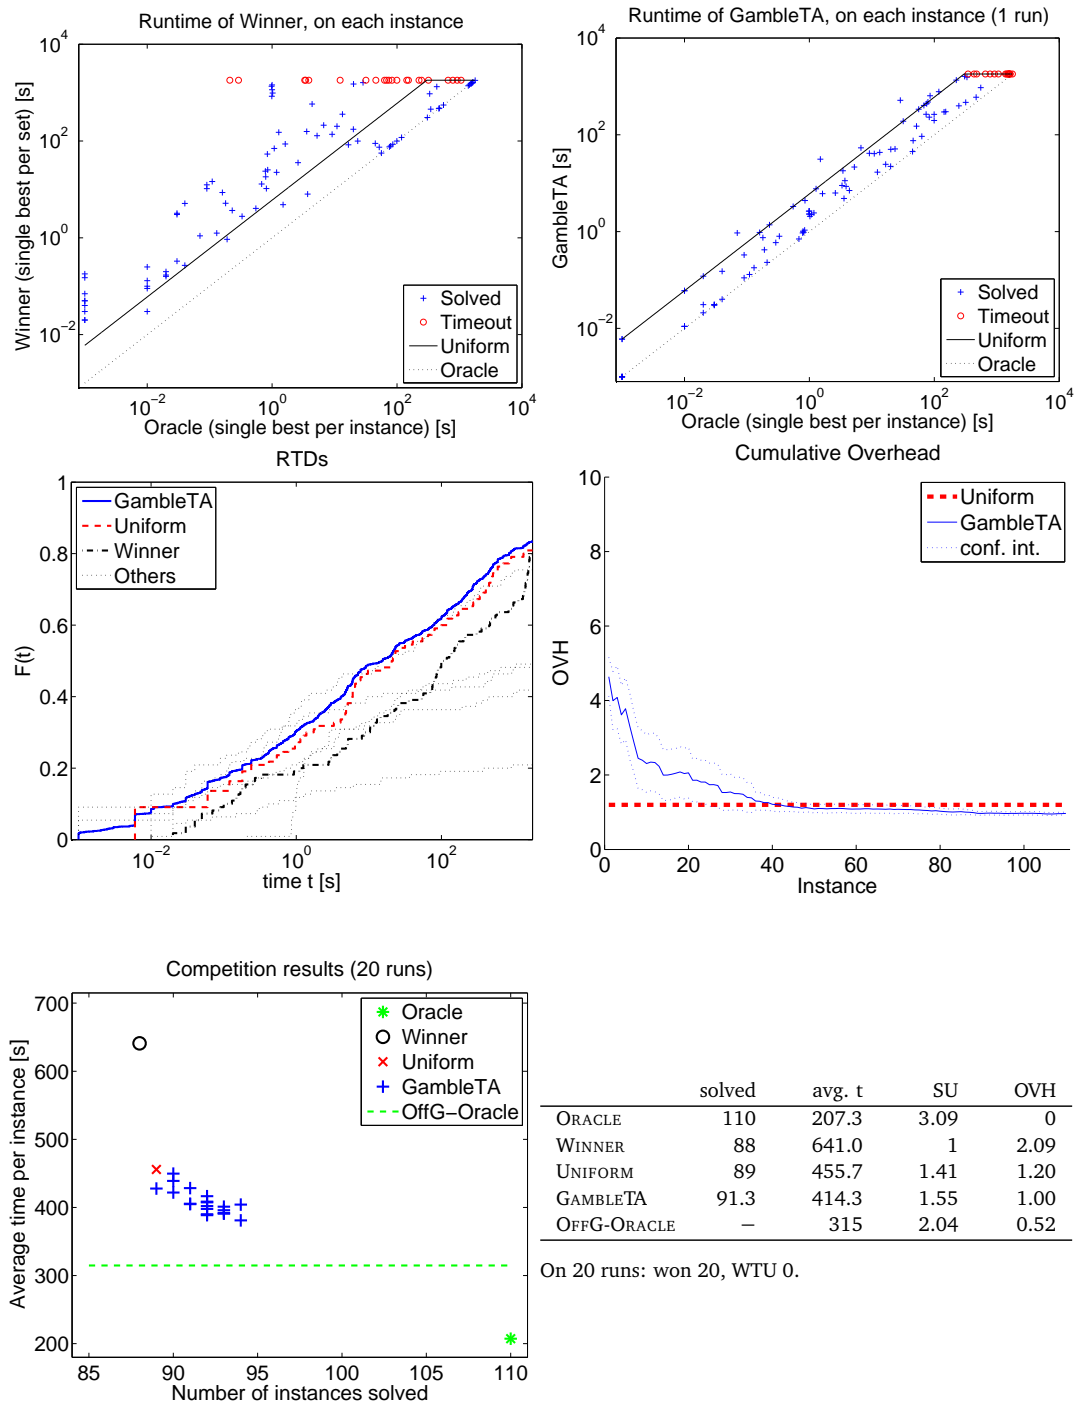 Runtime of Winner, on each instance
10^4
10^2
10^0
10^−2
Winner (single best per set) [s]
Solved
Timeout
Uniform
Oracle
10^−2 10^0 10^2 10^4
Oracle (single best per instance) [s]
Runtime of GambleTA, on each instance (1 run)
10^4
10^2
10^0
10^−2
GambleTA [s]
Solved
Timeout
Uniform
Oracle
10^−2 10^0 10^2 10^4
Oracle (single best per instance) [s]
RTDs
1
0.8
0.6
0.4
0.2
0
F(t)
GambleTA
Uniform
Winner
Others
10^−2 10^0 10^2
time t [s]
Cumulative Overhead
10
8
6
4
2
0
OVH
Uniform
GambleTA
conf. int.
0 20 40 60 80 100
Instance
Competition results (20 runs)
700
600
500
400
300
200
Average time per instance [s]
Oracle
Winner
Uniform
GambleTA
OffG−Oracle
85 90 95 100 105 110
Number of instances solved
solved avg. t SU OVH
ORACLE 110 207.3 3.09 0
WINNER 88 641.0 1 2.09
UNIFORM 89 455.7 1.41 1.20
GAMBLETA 91.3 414.3 1.55 1.00
OFFG-ORACLE − 315 2.04 0.52
On 20 runs: won 20, WTU 0.